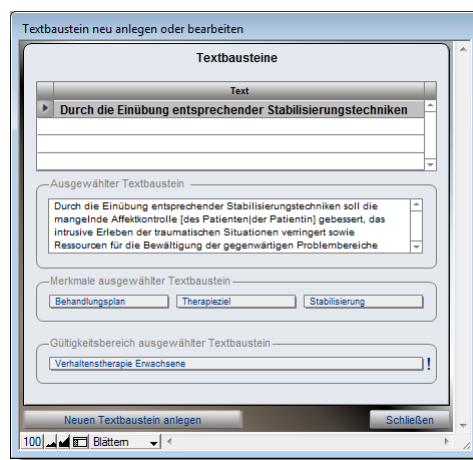 Textbaustein neu anlegen oder bearbeiten
Textbausteine
Text
Durch die Einübung entsprechender Stabilisierungstechniken
Ausgewählter Textbaustein
Durch die Einübung entsprechender Stabilisierungstechniken soll die
mangelnde Affektkontrolle [des Patienten|der Patientin] gebessert, das
intrusive Erleben der traumatischen Situationen verringert sowie
Ressourcen für die Bewältigung der gegenwärtigen Problembereiche
Merkmale ausgewählter Textbaustein
Behandlungsplan Therapieziel Stabilisierung
Gültigkeitsbereich ausgewählter Textbaustein
Verhaltenstherapie Erwachsene !
Neuen Textbaustein anlegen Schließen
100 Blättern